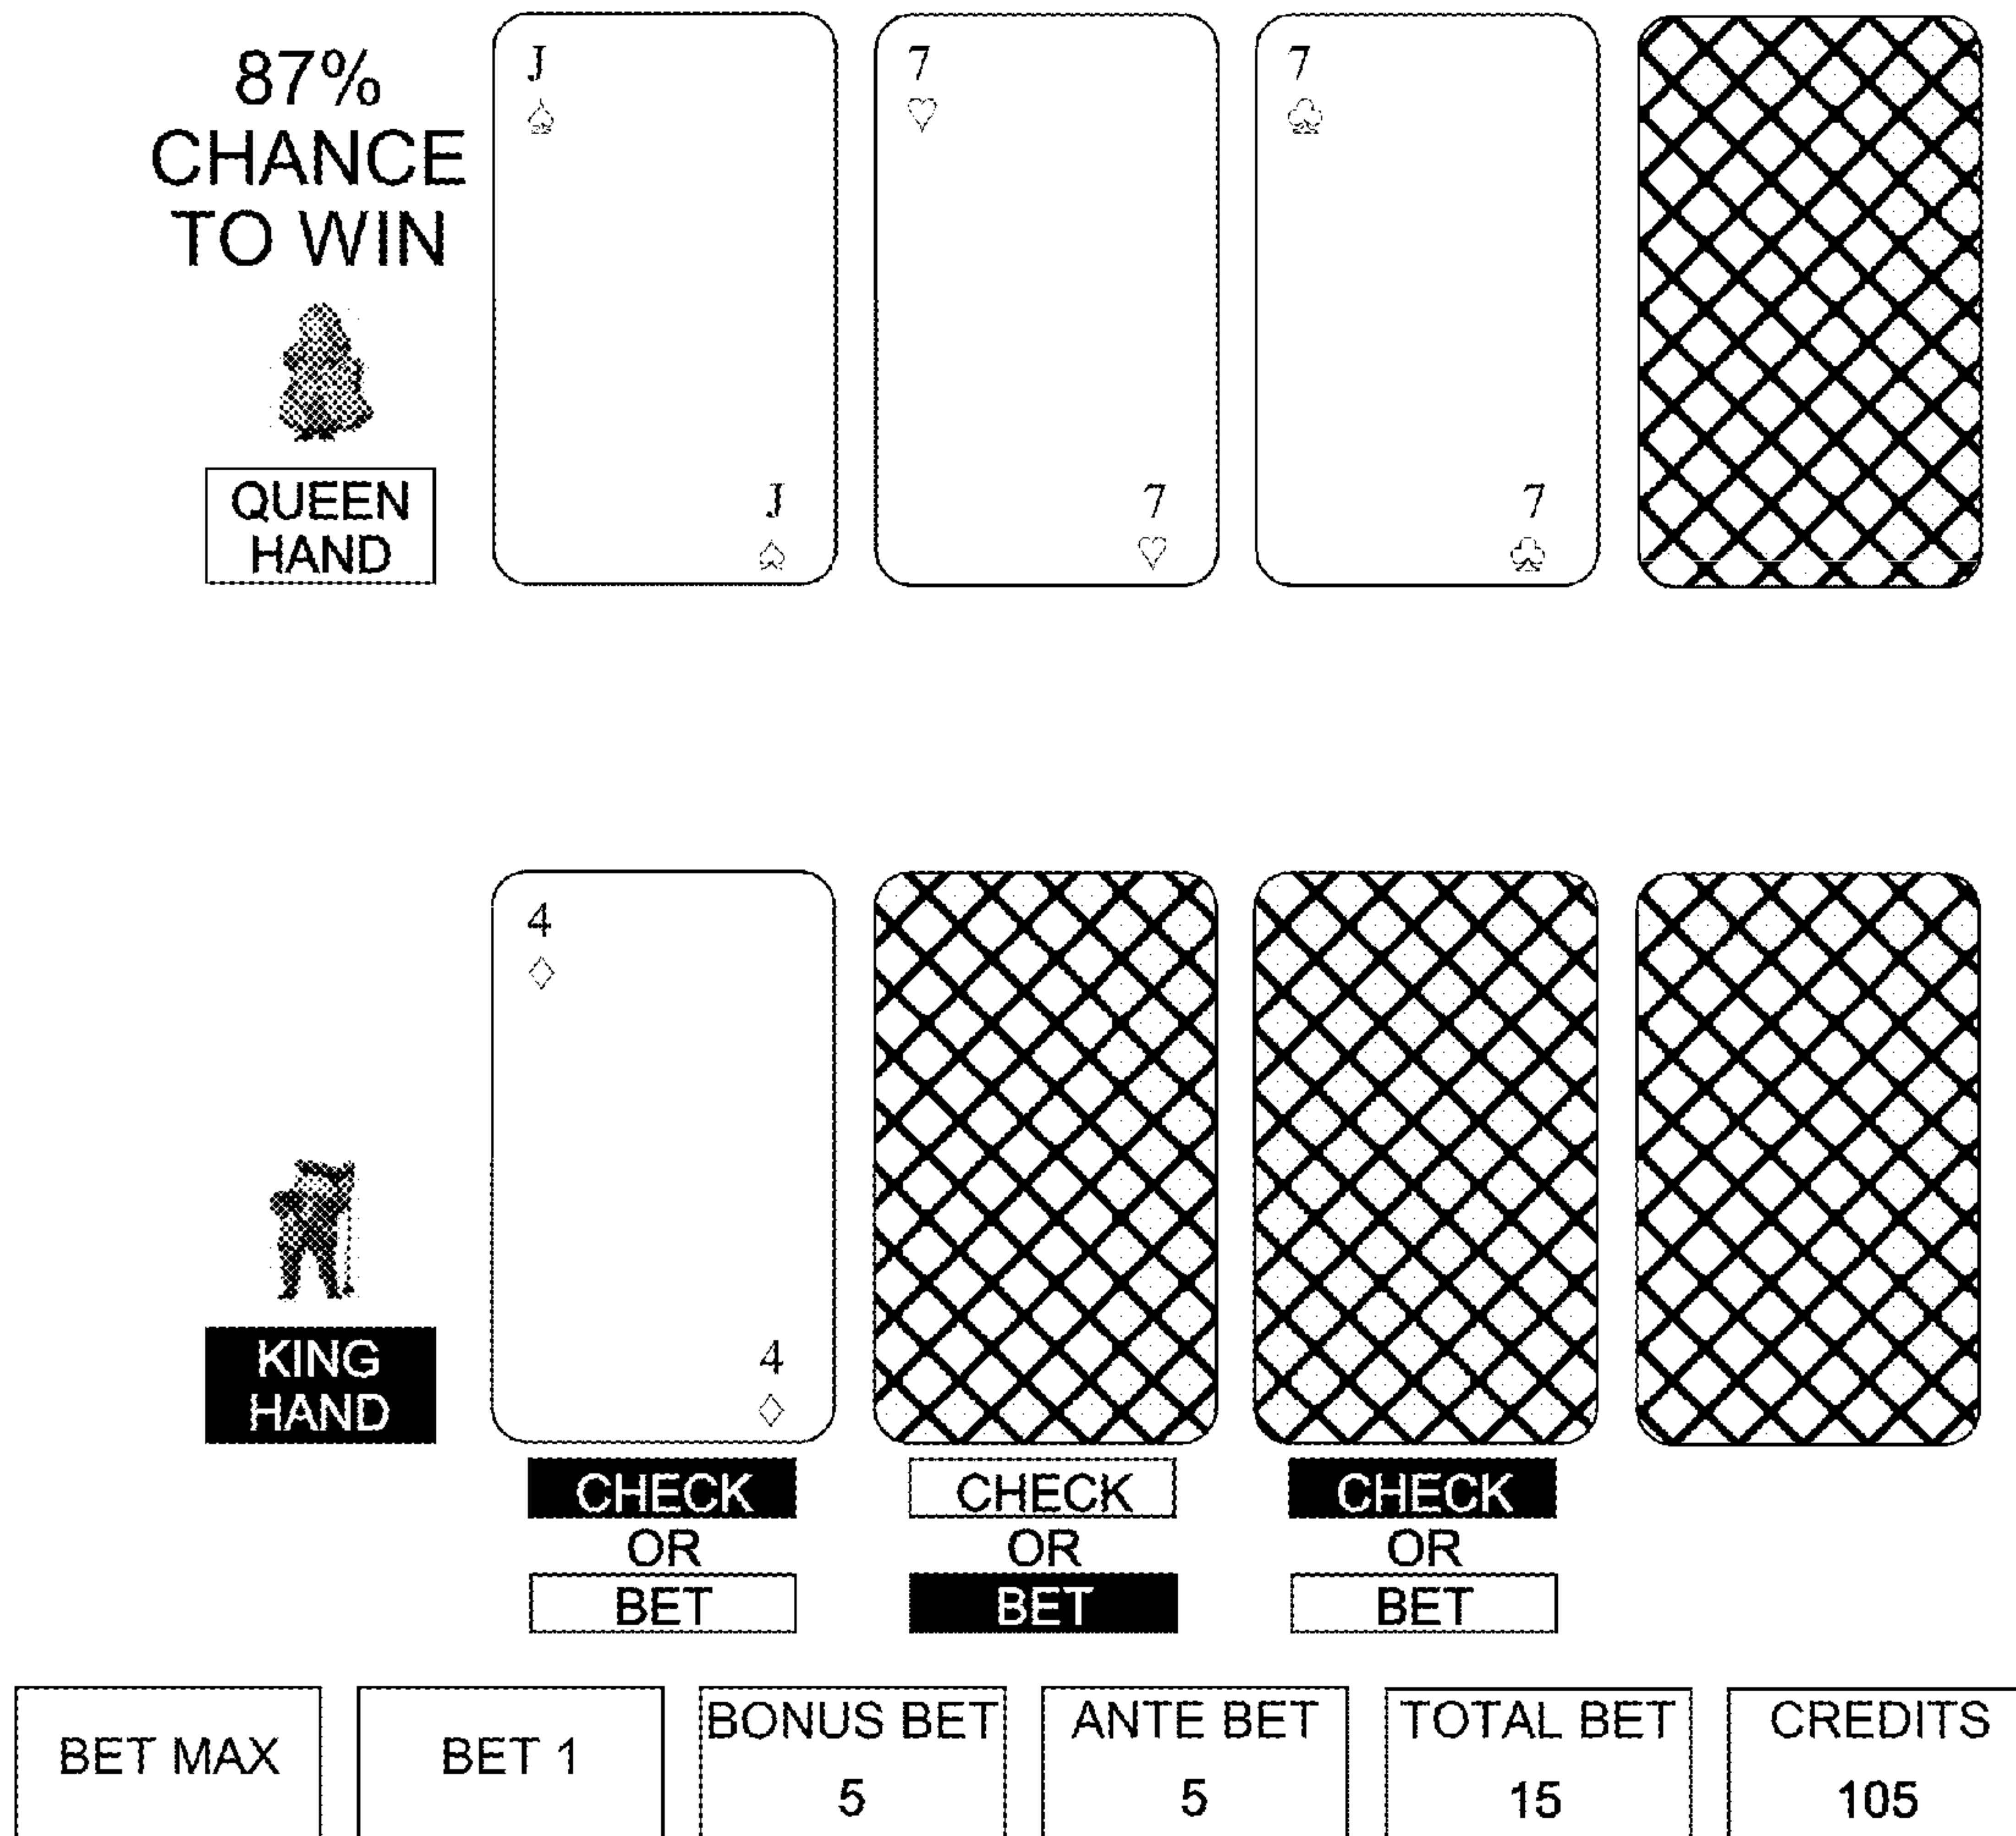 87%
CHANCE
TO WIN
QUEEN
HAND
J
♤
J
♤
7
♡
7
♡
7
♧
7
♧
KING
HAND
4
♢
4
♢
CHECK
OR
BET
CHECK
OR
BET
CHECK
OR
BET
BET MAX
BET 1
BONUS BET
5
ANTE BET
5
TOTAL BET
15
CREDITS
105